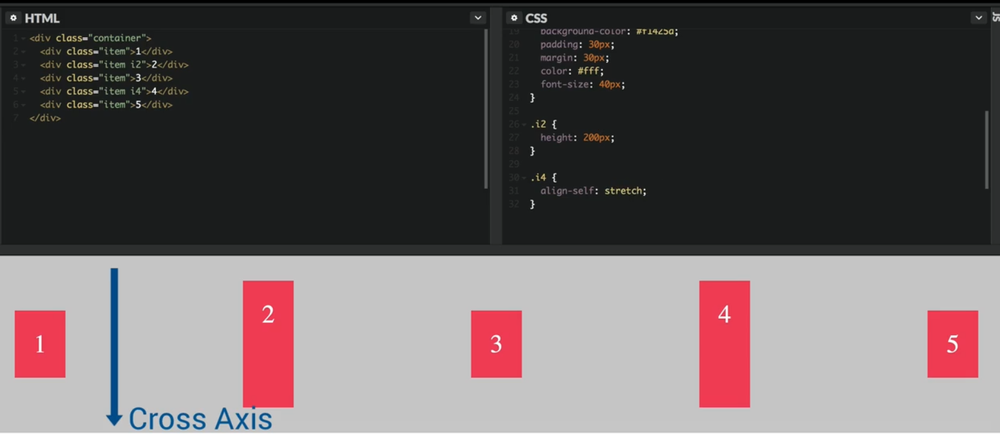 HTML
1 <div class="container">
2 <div class="item">1</div>
3 <div class="item i2">2</div>
4 <div class="item">3</div>
5 <div class="item i4">4</div>
6 <div class="item">5</div>
7 </div>
CSS
19 background-color: #f1425d;
20 padding: 30px;
21 margin: 30px;
22 color: #fff;
23 font-size: 40px;
24 }
25
26 .i2 {
27 height: 200px;
28 }
29
30 .i4 {
31 align-self: stretch;
32 }
JS
1
2
3
4
5
Cross Axis